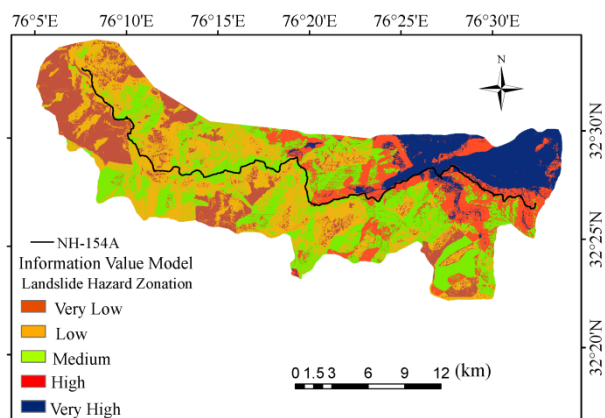 76°5'E 76°10'E 76°15'E 76°20'E 76°25'E 76°30'E
N
32°30'N
32°25'N
32°20'N
NH-154A
Information Value Model
Landslide Hazard Zonation
Very Low
Low
Medium
High
Very High
0 1.5 3 6 9 12 (km)